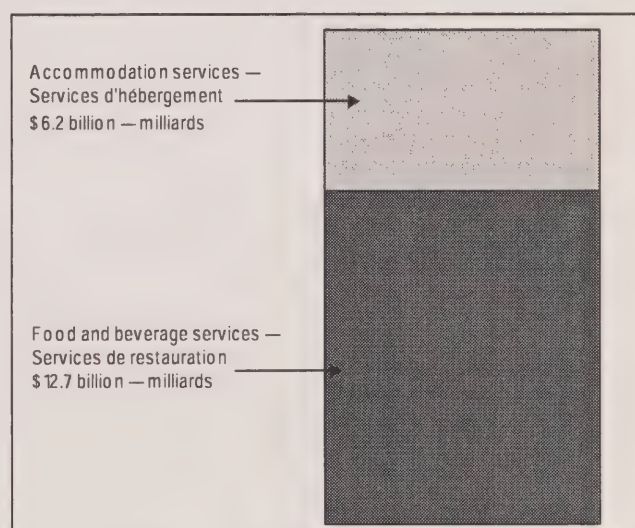 Accommodation services —
Services d'hébergement
$6.2 billion — milliards
Food and beverage services —
Services de restauration
$12.7 billion — milliards